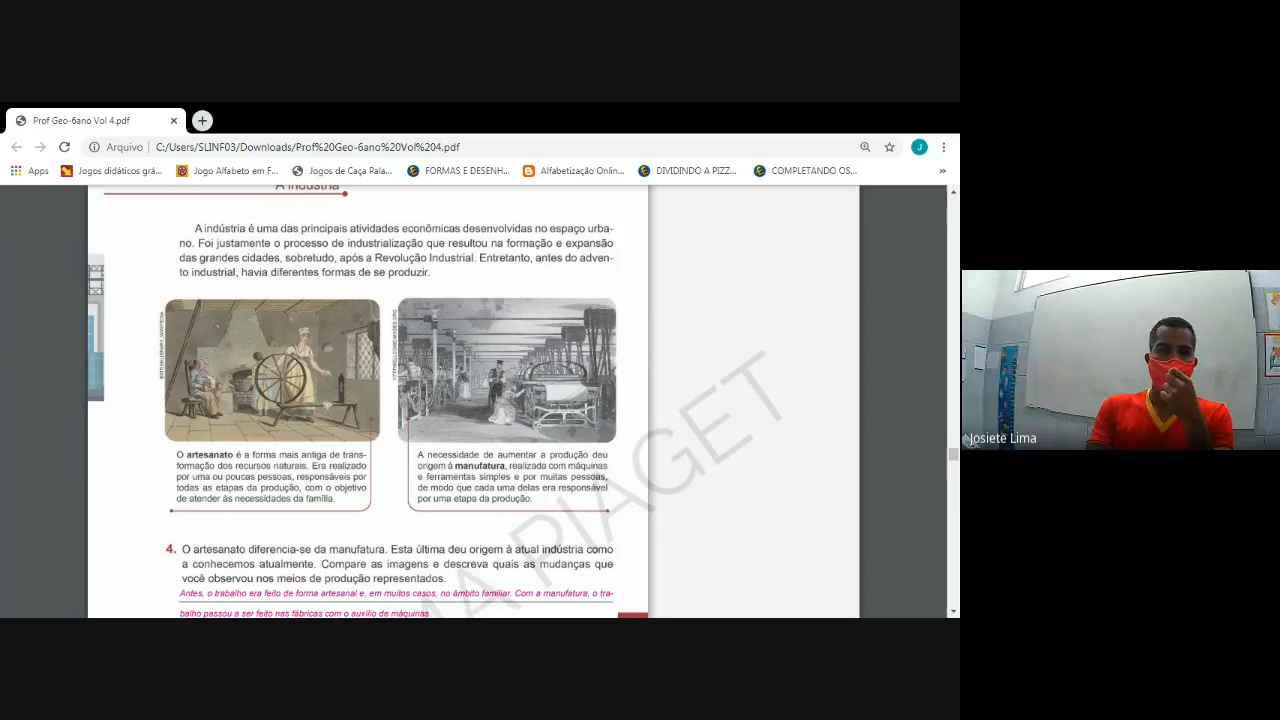 Prof Geo-6ano Vol 4.pdf
Arquivo
C:/Users/SLINF03/Downloads/Prof%20Geo-6ano%20Vol%204.pdf
J
Apps
Jogos didáticos grá...
Jogo Alfabeto em F...
Jogos de Caça Pala...
FORMAS E DESENH...
Alfabetização Onlin...
DIVIDINDO A PIZZ...
COMPLETANDO OS...
»
A indústria
A indústria é uma das principais atividades econômicas desenvolvidas no espaço urba-
no. Foi justamente o processo de industrialização que resultou na formação e expansão
das grandes cidades, sobretudo, após a Revolução Industrial. Entretanto, antes do adven-
to industrial, havia diferentes formas de se produzir.
O artesanato é a forma mais antiga de trans-
formação dos recursos naturais. Era realizado
por uma ou poucas pessoas, responsáveis por
todas as etapas da produção, com o objetivo
de atender às necessidades da família.
A necessidade de aumentar a produção deu
origem à manufatura, realizada com máquinas
e ferramentas simples e por muitas pessoas,
de modo que cada uma delas era responsável
por uma etapa da produção.
4. O artesanato diferencia-se da manufatura. Esta última deu origem à atual indústria como
a conhecemos atualmente. Compare as imagens e descreva quais as mudanças que
você observou nos meios de produção representados.
Antes, o trabalho era feito de forma artesanal e, em muitos casos, no âmbito familiar. Com a manufatura, o tra-
balho passou a ser feito nas fábricas com o auxílio de máquinas.
MA PIAGET
Josiete Lima